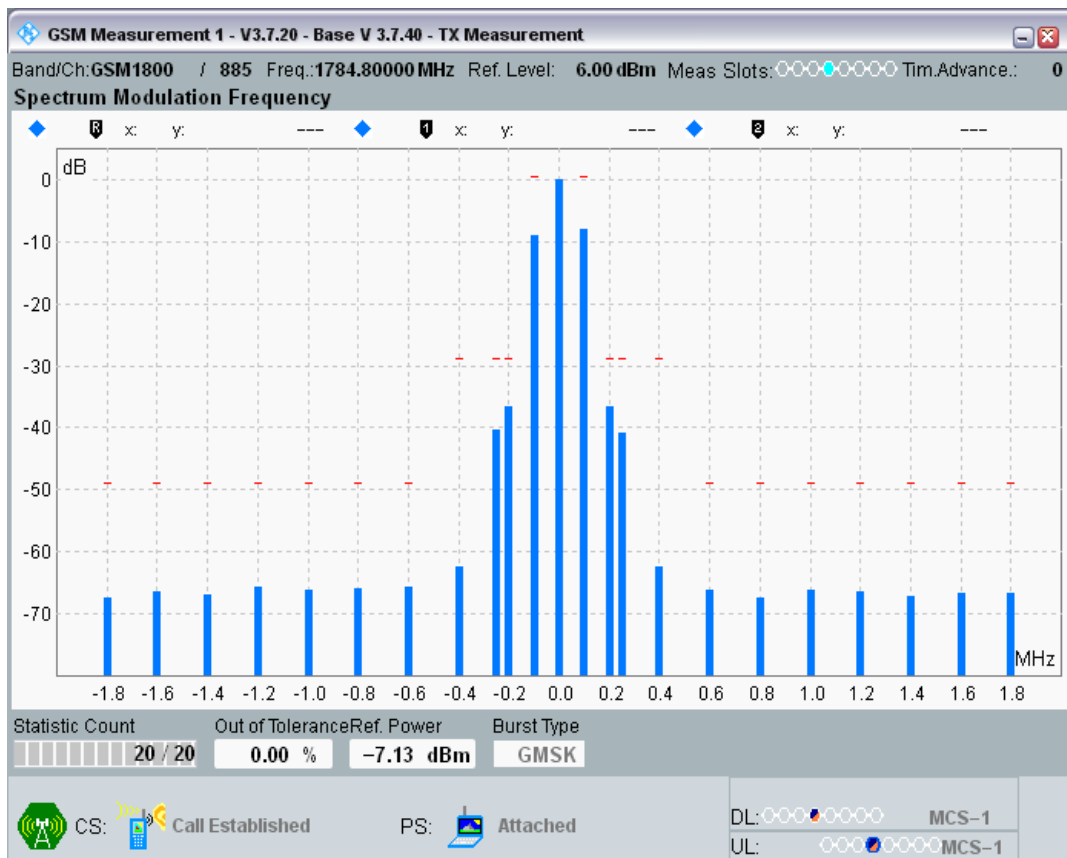 GSM Measurement 1 - V3.7.20 - Base V 3.7.40 - TX Measurement
Band/Ch:GSM1800 / 885 Freq.:1784.80000 MHz Ref. Level: 6.00 dBm Meas Slots: Tim.Advance.: 0
Spectrum Modulation Frequency
R x: y: --- 1 x: y: --- 2 x: y: ---
dB
0
-10
-20
-30
-40
-50
-60
-70
MHz
-1.8 -1.6 -1.4 -1.2 -1.0 -0.8 -0.6 -0.4 -0.2 0.0 0.2 0.4 0.6 0.8 1.0 1.2 1.4 1.6 1.8
Statistic Count Out of Tolerance Ref. Power Burst Type
20 / 20 0.00 % −7.13 dBm GMSK
CS: Call Established PS: Attached
DL: MCS−1
UL: MCS−1